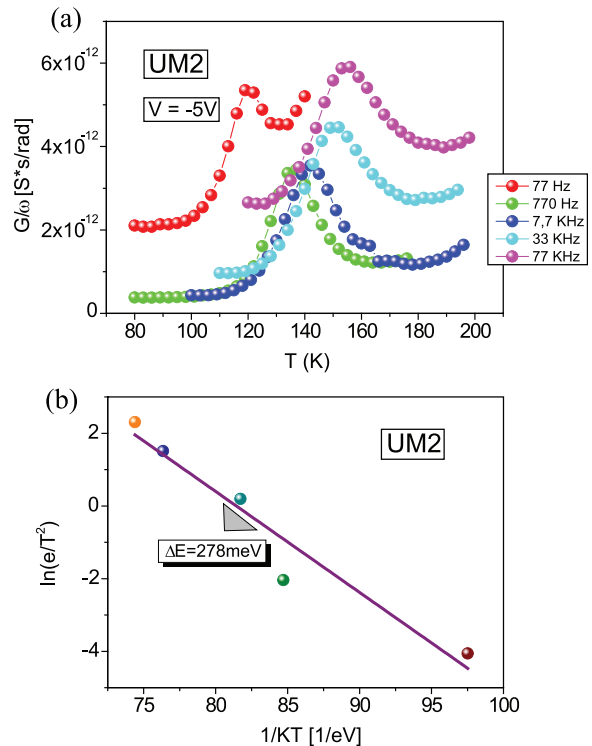 (a)
UM2
V = -5V
G/ω [S*s/rad]
6x10⁻¹²
4x10⁻¹²
2x10⁻¹²
0
80 100 120 140 160 180 200
T (K)
77 Hz
770 Hz
7,7 KHz
33 KHz
77 KHz
(b)
UM2
ln(e/T²)
2
0
-2
-4
ΔE=278meV
75 80 85 90 95 100
1/KT [1/eV]